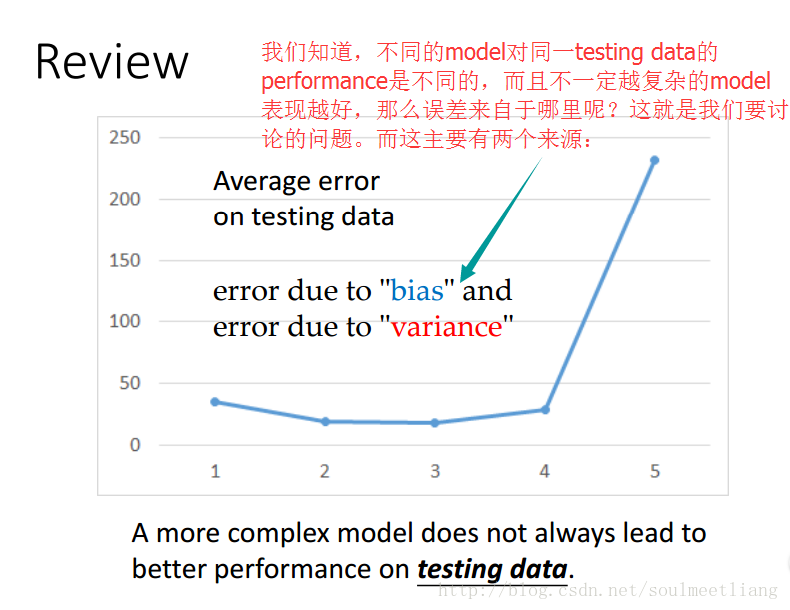 Review
我们知道，不同的model对同一testing data的
performance是不同的，而且不一定越复杂的model
表现越好，那么误差来自于哪里呢？这就是我们要讨
论的问题。而这主要有两个来源：
250
200
150
100
50
0
Average error
on testing data
error due to "bias" and
error due to "variance"
1 2 3 4 5
A more complex model does not always lead to
better performance on testing data.
http://blog.csdn.net/soulmeetliang